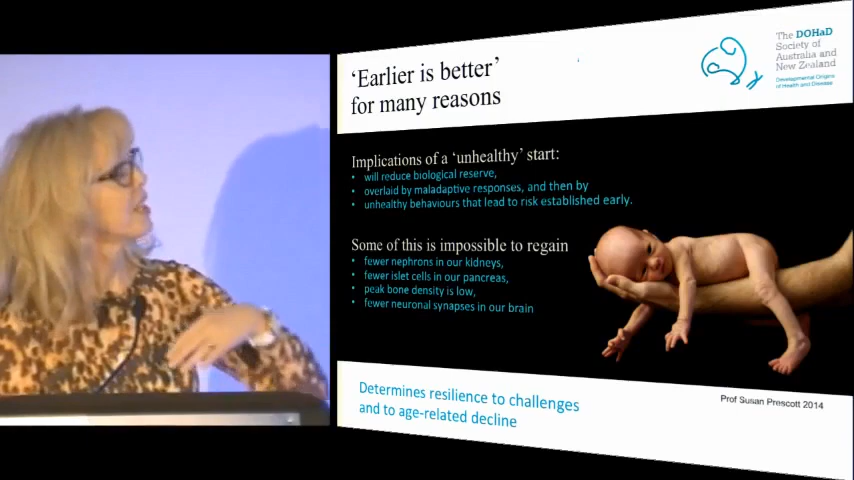 ‘Earlier is better’
for many reasons
The DOHaD
Society of
Australia and
New Zealand
Developmental Origins
of Health and Disease
Implications of a ‘unhealthy’ start:
• will reduce biological reserve,
• overlaid by maladaptive responses, and then by
• unhealthy behaviours that lead to risk established early.
Some of this is impossible to regain
• fewer nephrons in our kidneys,
• fewer islet cells in our pancreas,
• peak bone density is low,
• fewer neuronal synapses in our brain
Determines resilience to challenges
and to age-related decline
Prof Susan Prescott 2014